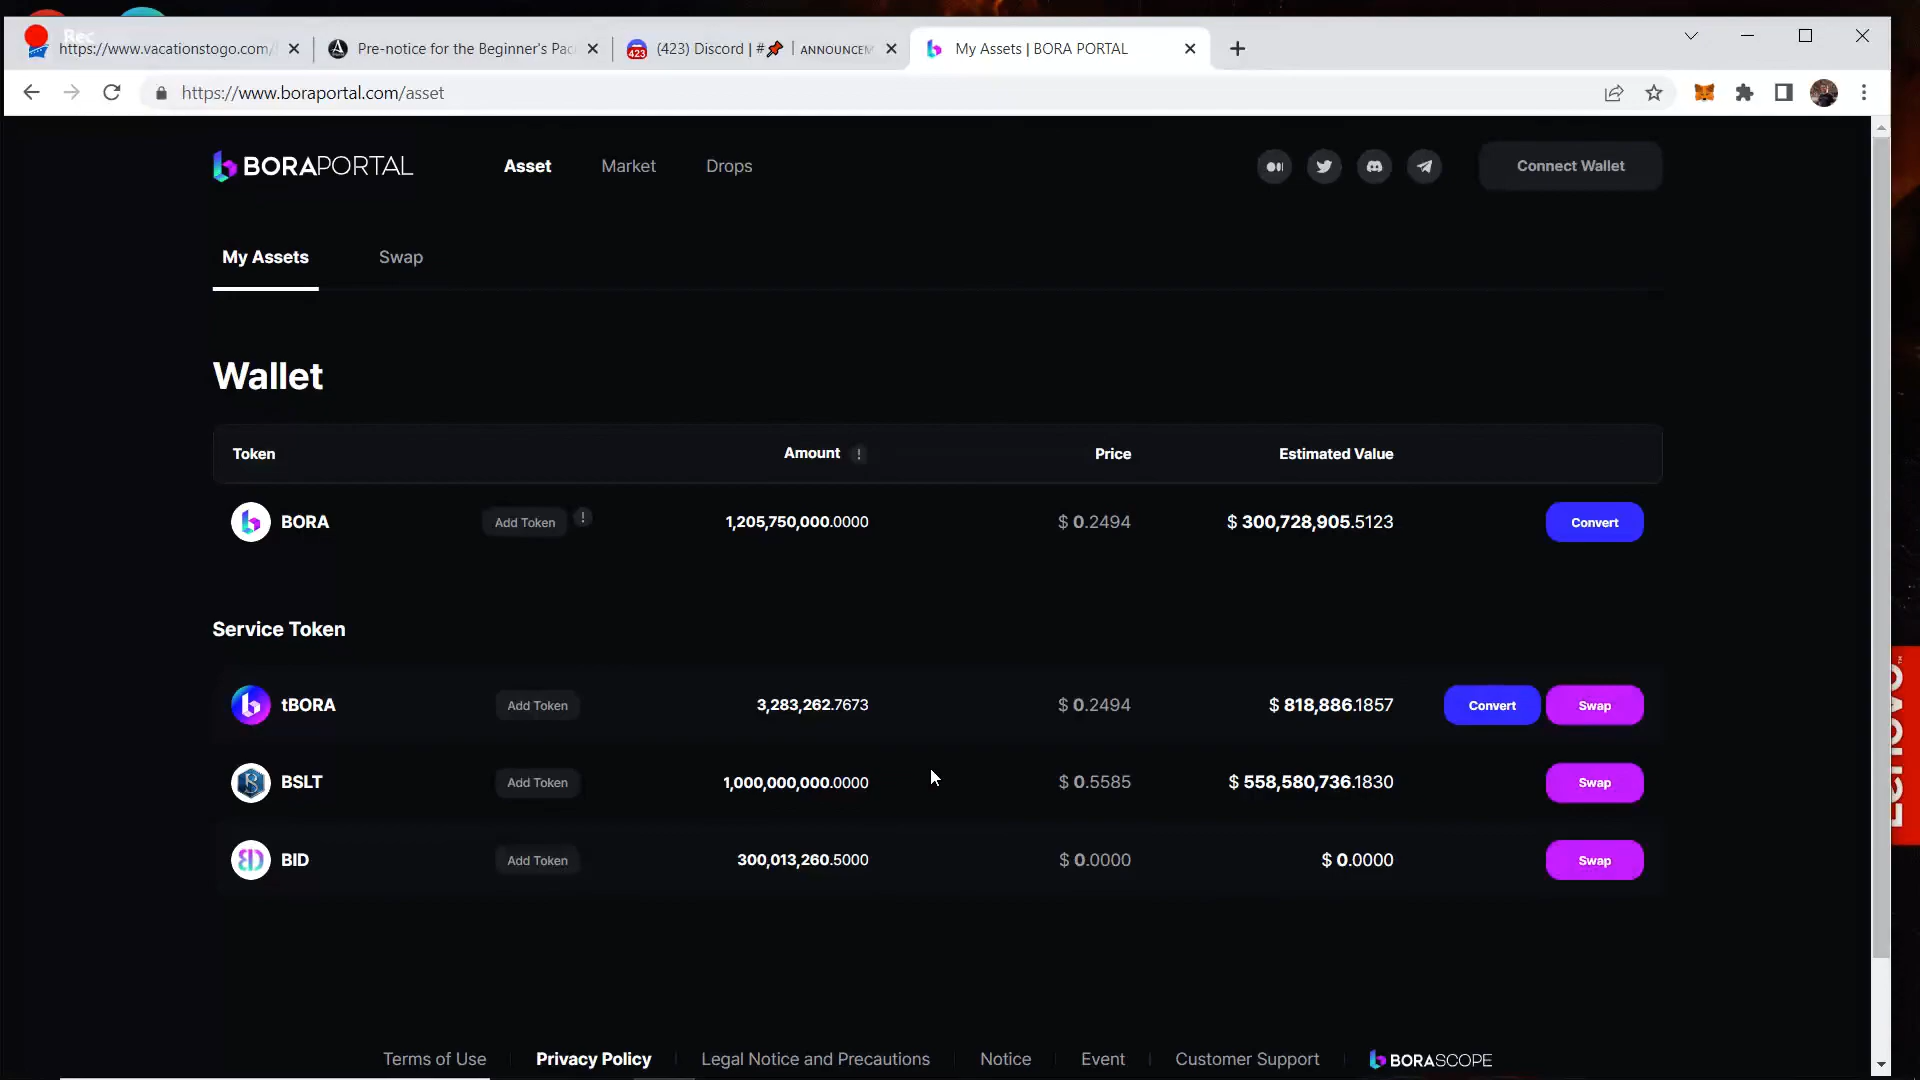 Rec
https://www.vacationstogo.com/
Pre-notice for the Beginner's Pac
423
(423) Discord | #📌 | ANNOUNCEM
My Assets | BORA PORTAL
https://www.boraportal.com/asset
BORAPORTAL
Asset
Market
Drops
Connect Wallet
My Assets
Swap
Wallet
Token
Amount !
Price
Estimated Value
BORA
Add Token !
1,205,750,000.0000
$ 0.2494
$ 300,728,905.5123
Convert
Service Token
tBORA
Add Token
3,283,262.7673
$ 0.2494
$ 818,886.1857
Convert
Swap
BSLT
Add Token
1,000,000,000.0000
$ 0.5585
$ 558,580,736.1830
Swap
BID
Add Token
300,013,260.5000
$ 0.0000
$ 0.0000
Swap
Lenovo™
Terms of Use
Privacy Policy
Legal Notice and Precautions
Notice
Event
Customer Support
BORASCOPE